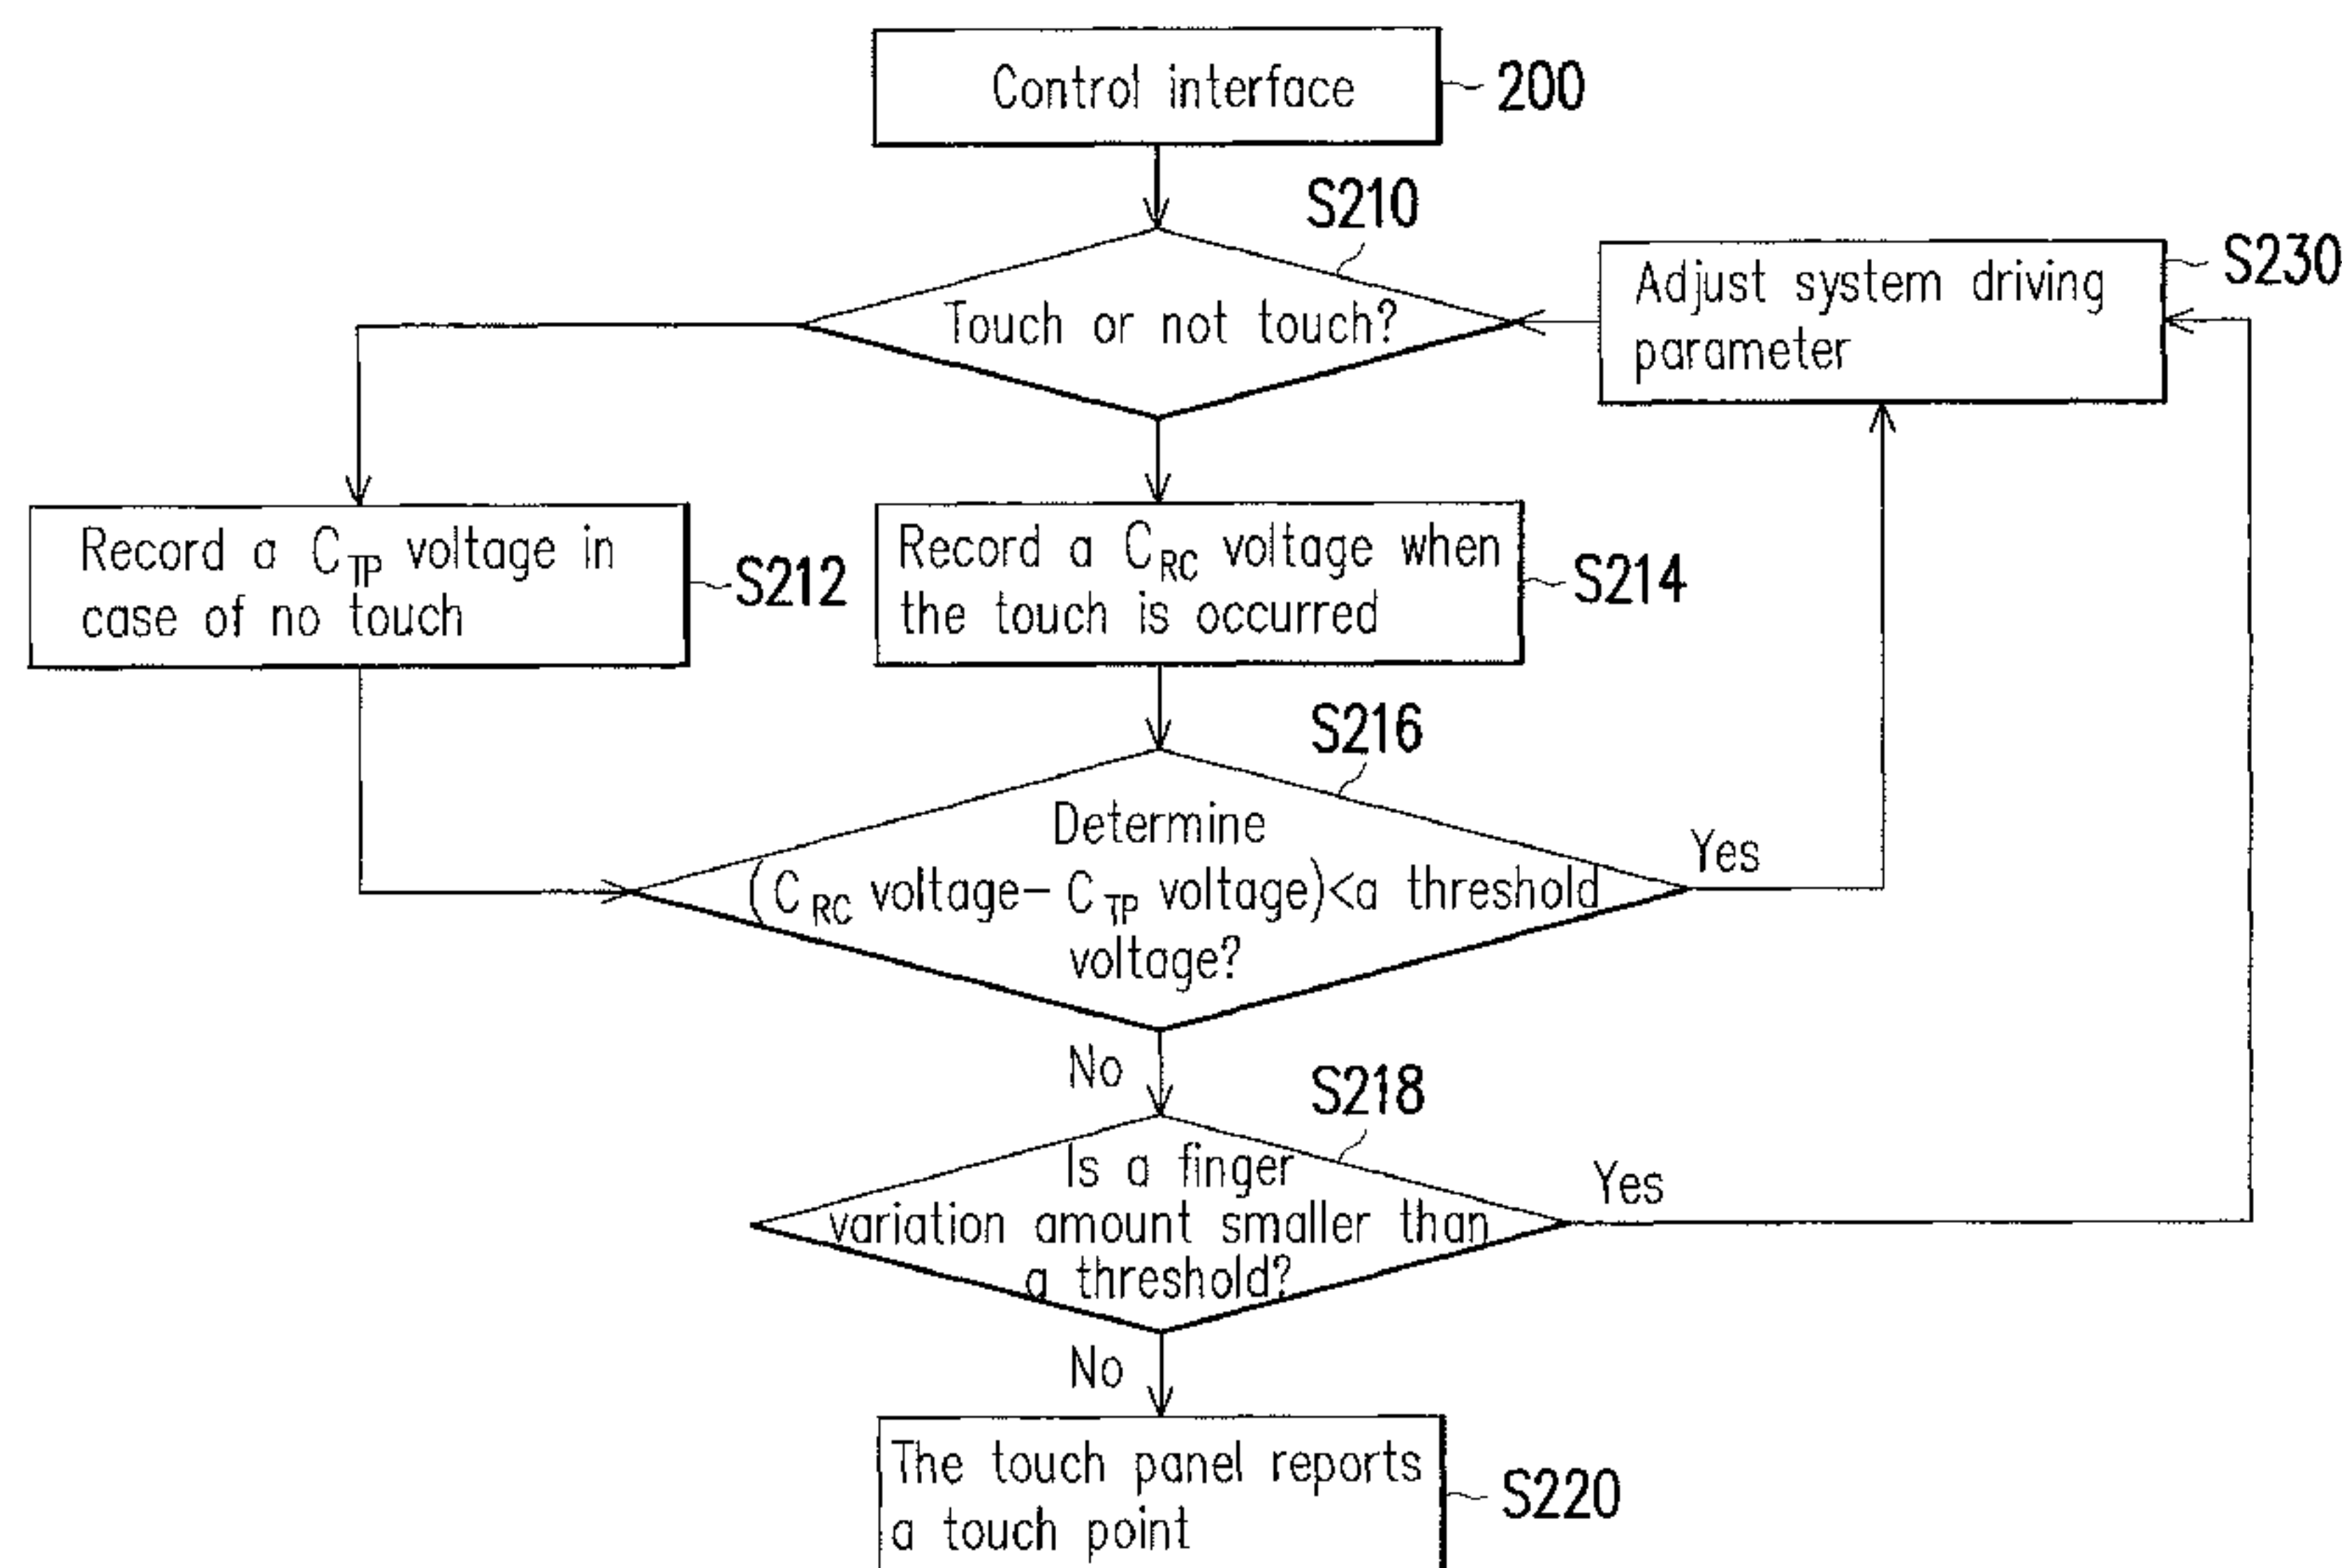 Control interface
200
S210
Touch or not touch?
Adjust system driving
parameter
S230
Record a C_TP voltage in
case of no touch
S212
Record a C_RC voltage when
the touch is occurred
S214
S216
Determine
(C_RC voltage- C_TP voltage)<a threshold
voltage?
Yes
No
S218
Is a finger
variation amount smaller than
a threshold?
Yes
No
The touch panel reports
a touch point
S220